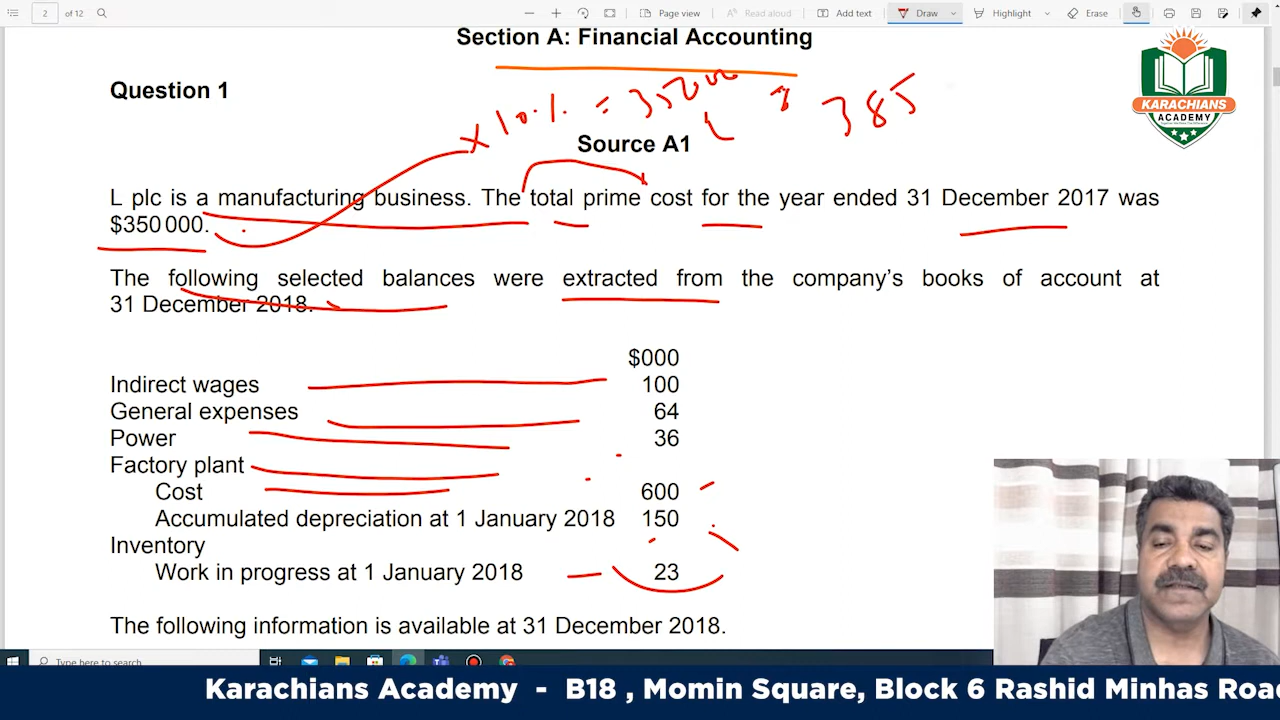 2 of 12
Page view
Read aloud
Add text
Draw
Highlight
Erase
Section A: Financial Accounting
Question 1
x 10.1. = 35000
385
KARACHIANS
ACADEMY
Source A1
L plc is a manufacturing business. The total prime cost for the year ended 31 December 2017 was
$350 000.
The following selected balances were extracted from the company's books of account at
31 December 2018.
$000
Indirect wages 100
General expenses 64
Power 36
Factory plant
Cost 600
Accumulated depreciation at 1 January 2018 150
Inventory
Work in progress at 1 January 2018 23
The following information is available at 31 December 2018.
Type here to search
Karachians Academy - B18 , Momin Square, Block 6 Rashid Minhas Road